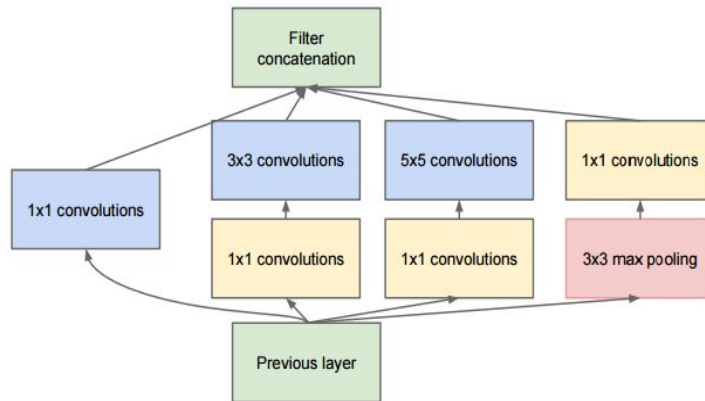 Filter
concatenation
3x3 convolutions
5x5 convolutions
1x1 convolutions
1x1 convolutions
1x1 convolutions
1x1 convolutions
3x3 max pooling
Previous layer